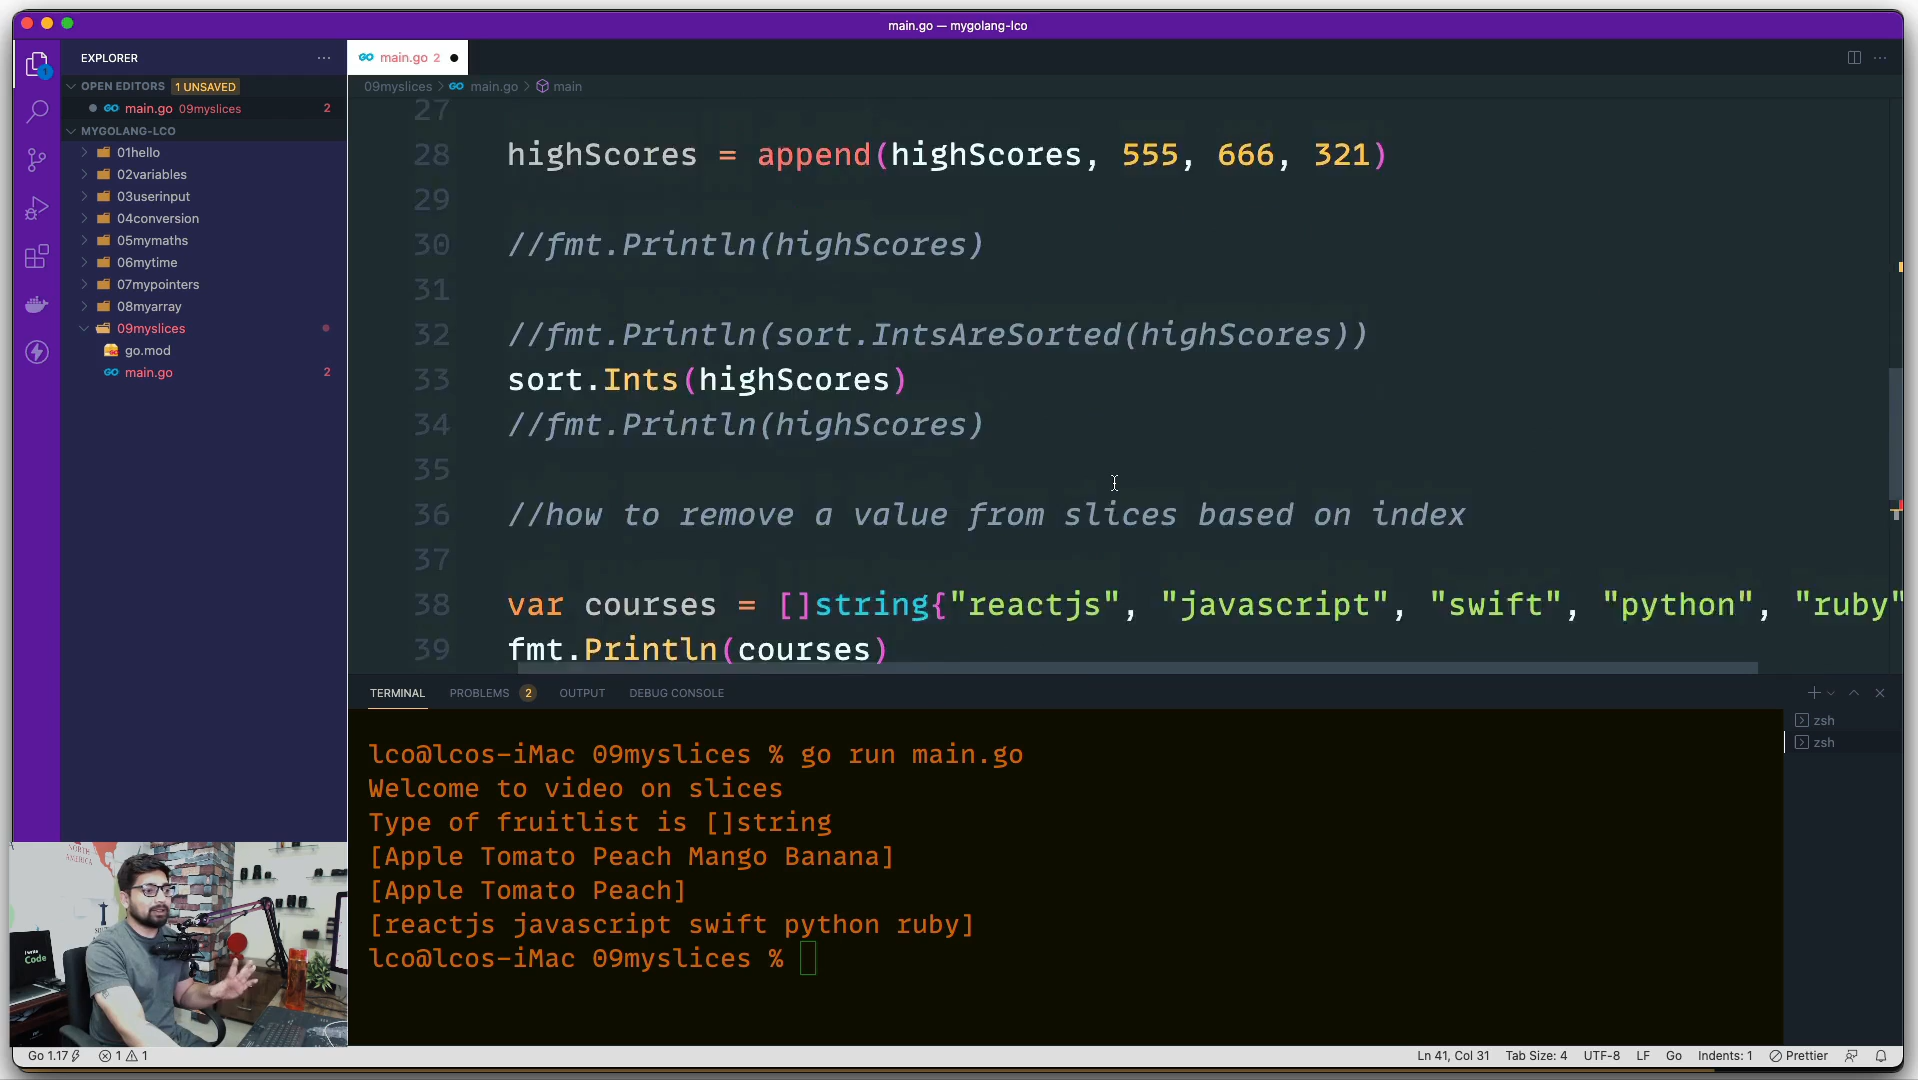 main.go — mygolang-lco
EXPLORER
main.go 2
OPEN EDITORS 1 UNSAVED
main.go 09myslices 2
MYGOLANG-LCO
01hello
02variables
03userinput
04conversion
05mymaths
06mytime
07mypointers
08myarray
09myslices
go.mod
main.go 2
09myslices > main.go > main
27
28 highScores = append(highScores, 555, 666, 321)
29
30 //fmt.Println(highScores)
31
32 //fmt.Println(sort.IntsAreSorted(highScores))
33 sort.Ints(highScores)
34 //fmt.Println(highScores)
35
36 //how to remove a value from slices based on index
37
38 var courses = []string{"reactjs", "javascript", "swift", "python", "ruby"
39 fmt.Println(courses)
TERMINAL PROBLEMS 2 OUTPUT DEBUG CONSOLE
zsh
zsh
lco@lcos-iMac 09myslices % go run main.go
Welcome to video on slices
Type of fruitlist is []string
[Apple Tomato Peach Mango Banana]
[Apple Tomato Peach]
[reactjs javascript swift python ruby]
lco@lcos-iMac 09myslices %
NORTH
AMERICA
Code
Go 1.17 1 1
Ln 41, Col 31 Tab Size: 4 UTF-8 LF Go Indents: 1 Prettier